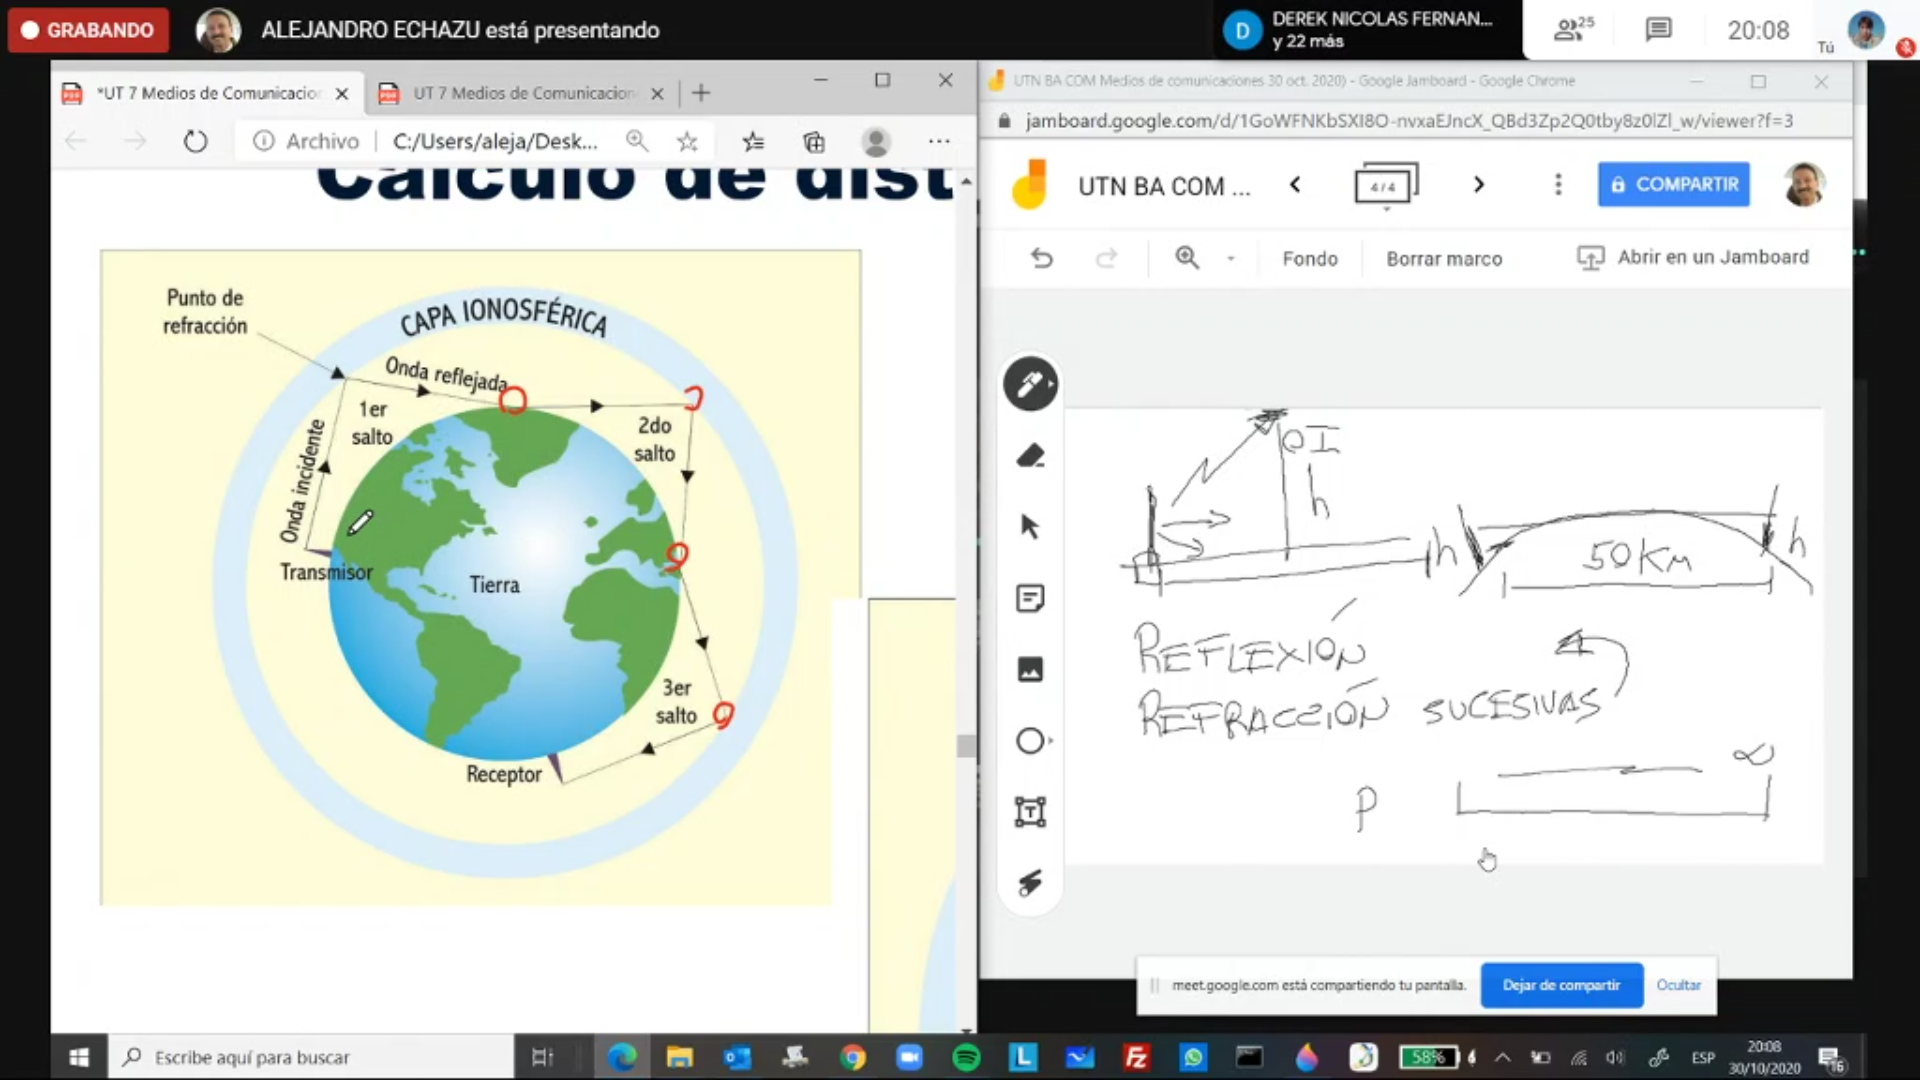 GRABANDO
ALEJANDRO ECHAZU está presentando
D
DEREK NICOLAS FERNAN...
y 22 más
25
20:08
Tú
*UT 7 Medios de Comunicacio
UT 7 Medios de Comunicacion
Archivo
C:/Users/aleja/Desk...
Calculo de dist
Punto de
refracción
CAPA IONOSFÉRICA
Onda reflejada
1er
salto
2do
salto
Onda incidente
Transmisor
Tierra
3er
salto
Receptor
UTN BA COM Medios de comunicaciones 30 oct. 2020) - Google Jamboard - Google Chrome
jamboard.google.com/d/1GoWFNKbSXI8O-nvxaEJncX_QBd3Zp2Q0tby8z0lZl_w/viewer?f=3
UTN BA COM ...
4/4
COMPARTIR
Fondo
Borrar marco
Abrir en un Jamboard
h
h
50 Km
h
REFLEXIÓN
REFRACCIÓN SUCESIVAS
P
meet.google.com está compartiendo tu pantalla.
Dejar de compartir
Ocultar
Escribe aquí para buscar
58%
ESP
20:08
30/10/2020
16